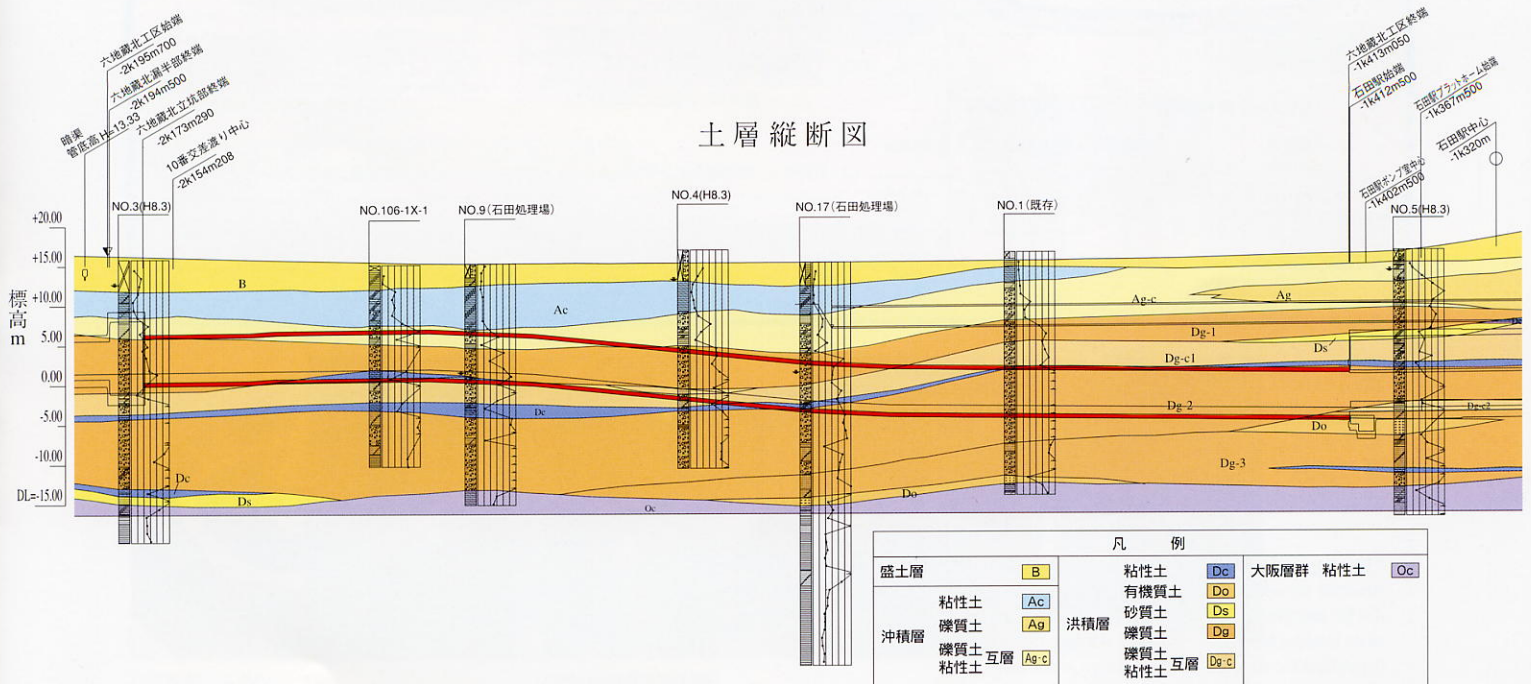 土層縦断図
六地蔵北工区始端
-2k195m700
六地蔵北漏半部終端
-2k194m500
暗渠
管底高H=13.33
六地蔵北立坑部終端
-2k173m290
10番交差渡り中心
-2k154m208
六地蔵北工区終端
-1k413m050
石田駅始端
-1k412m500
石田駅プラットホーム始端
-1k367m500
石田駅中心
-1k320m
石田駅ポンプ室中心
-1k402m500
NO.3(H8.3)
NO.106-1X-1
NO.9(石田処理場)
NO.4(H8.3)
NO.17(石田処理場)
NO.1(既存)
NO.5(H8.3)
標高m
+20.00
+15.00
+10.00
5.00
0.00
-5.00
-10.00
DL=-15.00
B
Ac
Ag-c
Ag
Dg-1
Ds
Dc
Dg-c1
Dc
Dg-2
Dg-c2
Do
Dg-3
Dc
Ds
Do
Oc
凡 例
盛土層 B
沖積層
粘性土 Ac
礫質土 Ag
礫質土
粘性土 互層 Ag-c
洪積層
粘性土 Dc
有機質土 Do
砂質土 Ds
礫質土 Dg
礫質土
粘性土 互層 Dg-c
大阪層群 粘性土 Oc